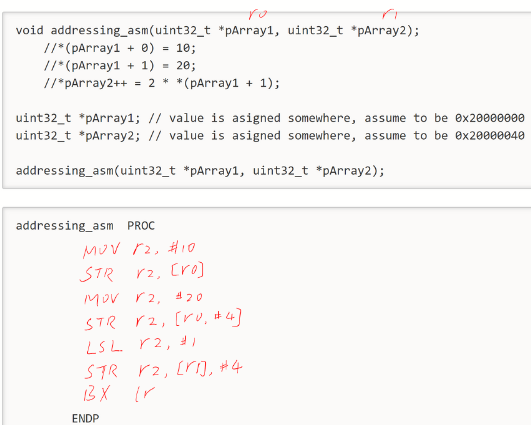 r0 r1
void addressing_asm(uint32_t *pArray1, uint32_t *pArray2);
//*(pArray1 + 0) = 10;
//*(pArray1 + 1) = 20;
//*pArray2++ = 2 * *(pArray1 + 1);
uint32_t *pArray1; // value is asigned somewhere, assume to be 0x20000000
uint32_t *pArray2; // value is asigned somewhere, assume to be 0x20000040
addressing_asm(uint32_t *pArray1, uint32_t *pArray2);
addressing_asm PROC
MOV r2, #10
STR r2, [r0]
MOV r2, #20
STR r2, [r0, #4]
LSL r2, #1
STR r2, [r1], #4
BX lr
ENDP